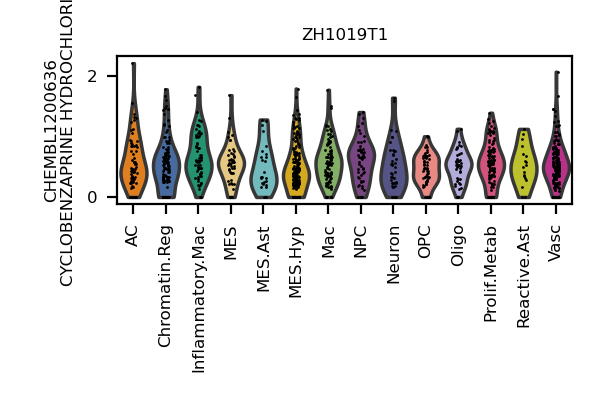 ZH1019T1
CHEMBL1200636
CYCLOBENZAPRINE HYDROCHLORI
2
0
AC
Chromatin.Reg
Inflammatory.Mac
MES
MES.Ast
MES.Hyp
Mac
NPC
Neuron
OPC
Oligo
Prolif.Metab
Reactive.Ast
Vasc